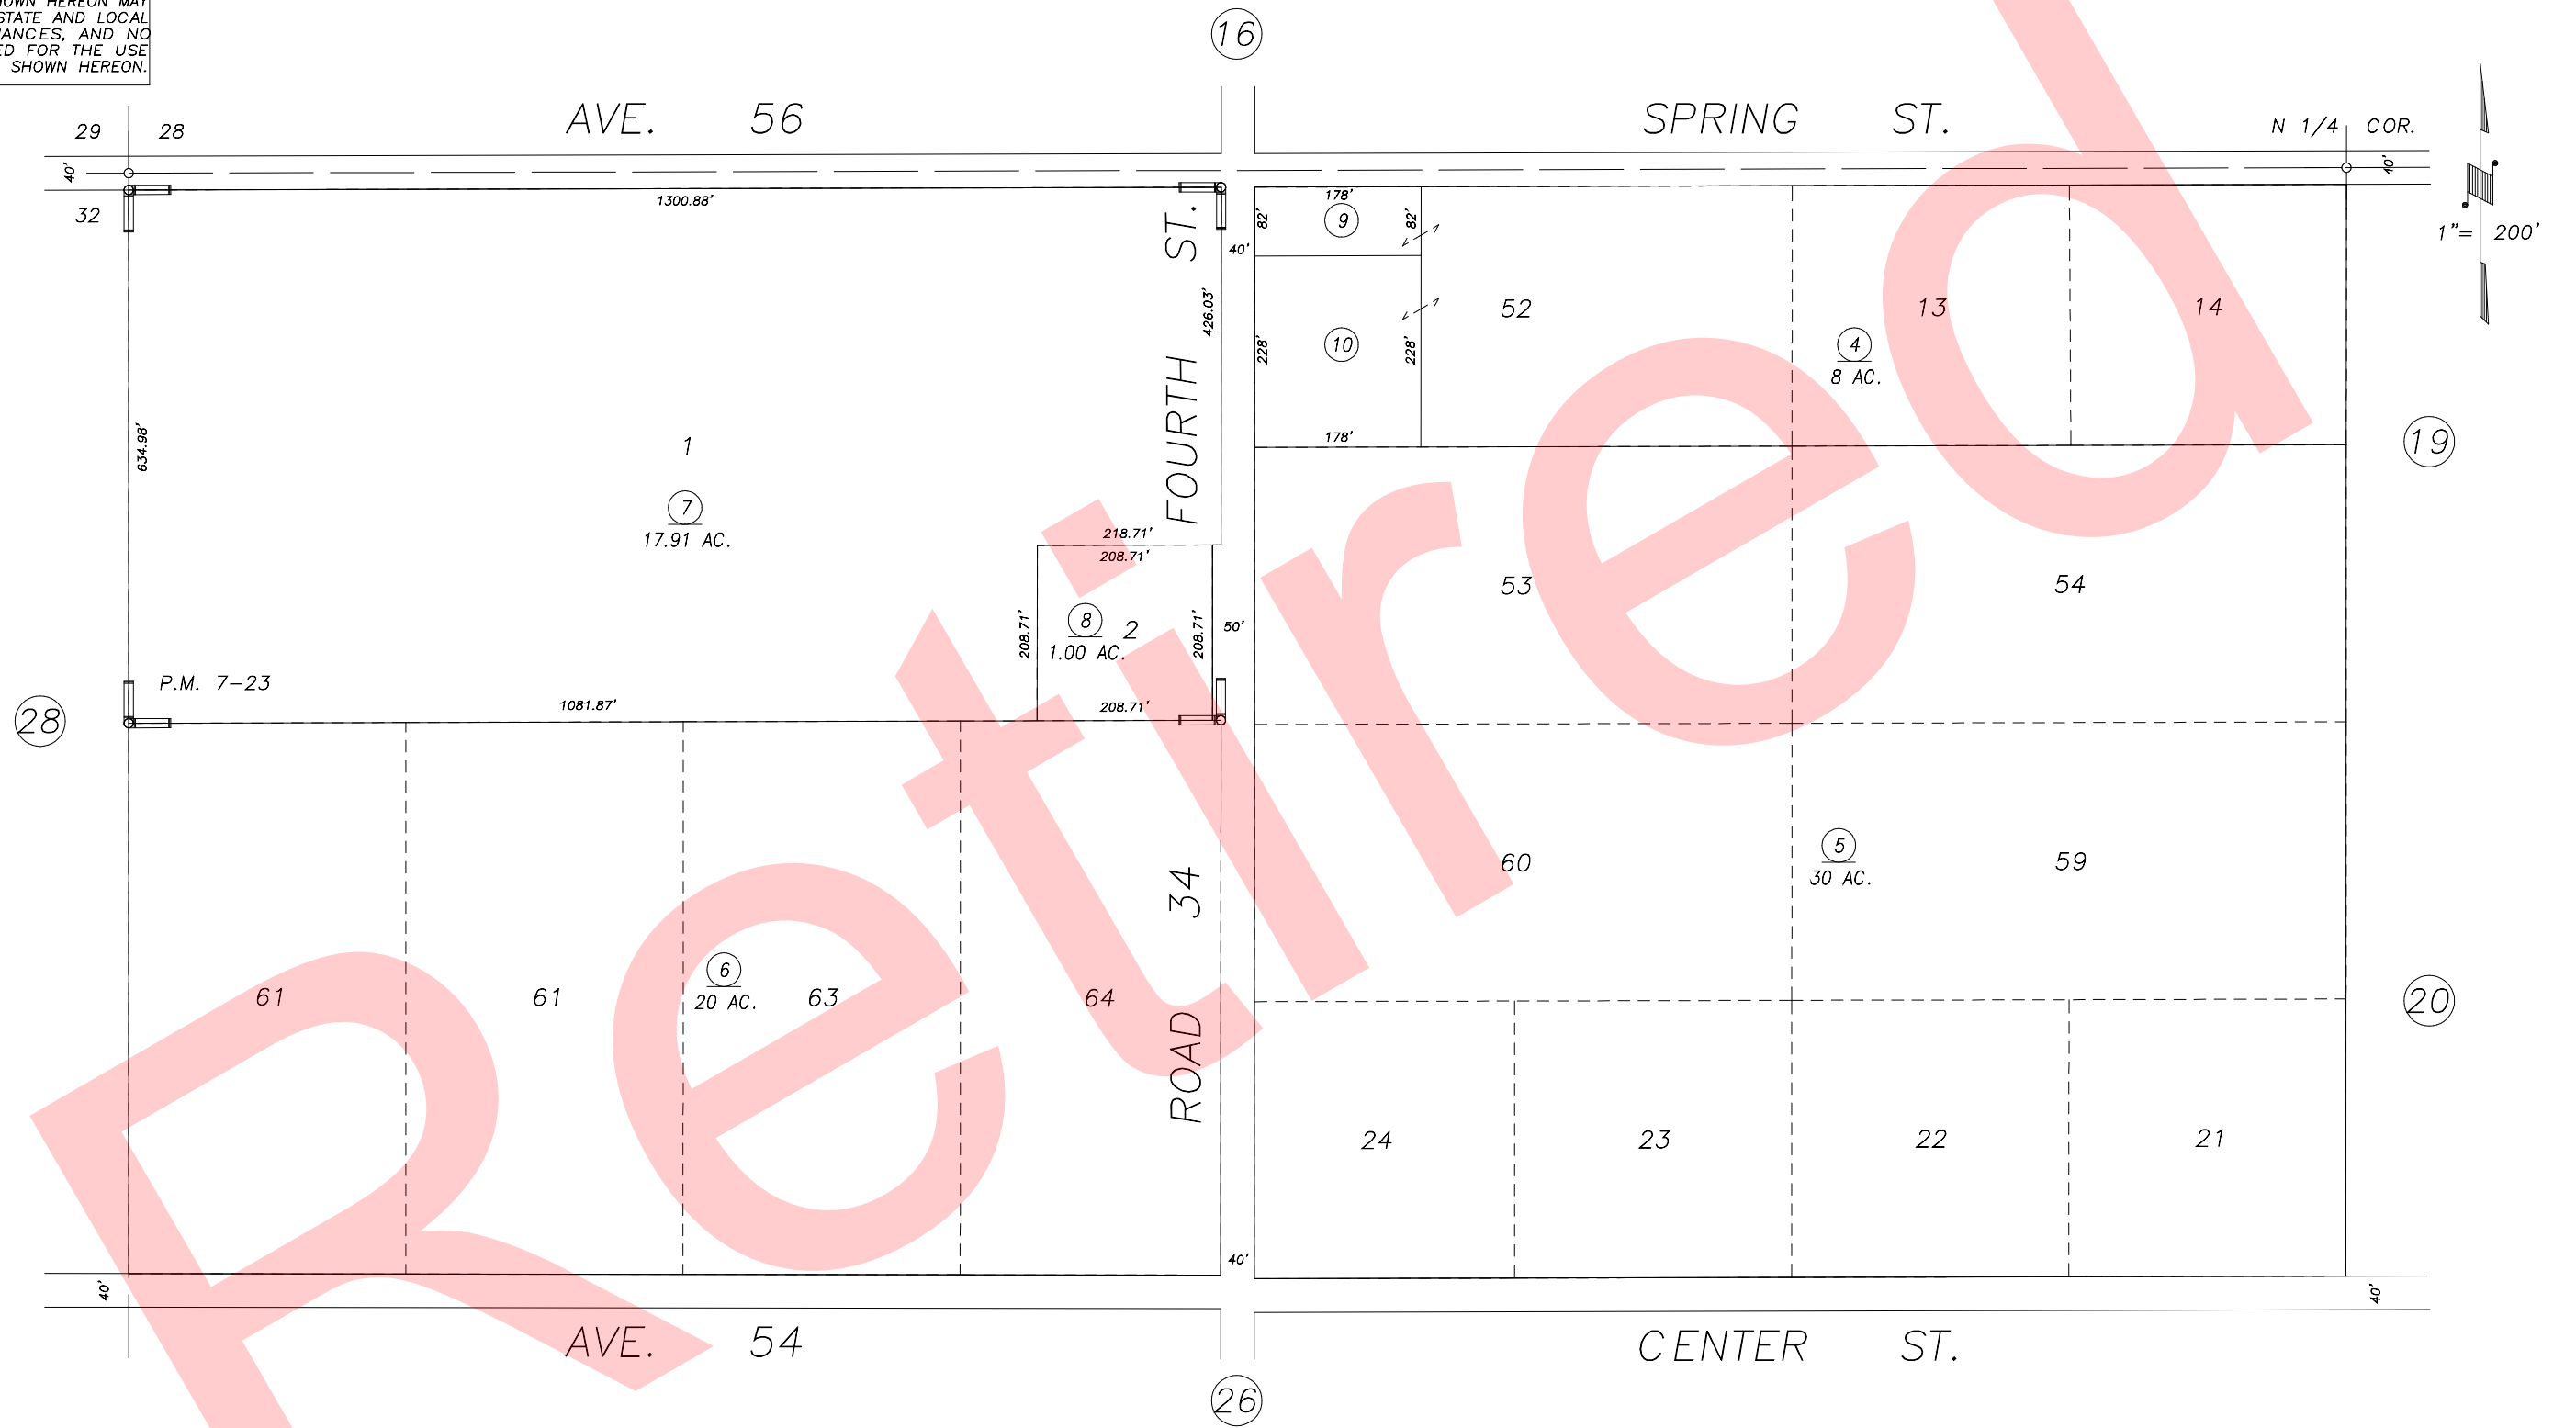 SHOWN HEREON MAY
STATE AND LOCAL
AND NO
FOR THE USE
SHOWN HEREON.
16
AVE. 56
SPRING ST.
29 28
N 1/4 COR.
40'
40'
32
1300.88'
178'
82'
9
82'
1"= 200'
40'
FOURTH ST.
426.03'
52
13
14
228'
10
228'
4
8 AC.
178'
19
634.98'
1
7
17.91 AC.
218.71'
208.71'
53
54
208.71'
8 2
1.00 AC.
208.71'
50'
P.M. 7-23
1081.87'
208.71'
28
60
5
30 AC.
59
ROAD 34
61
61
6
20 AC.
63
64
20
24
23
22
21
40'
40'
40'
AVE. 54
CENTER ST.
26
Retired